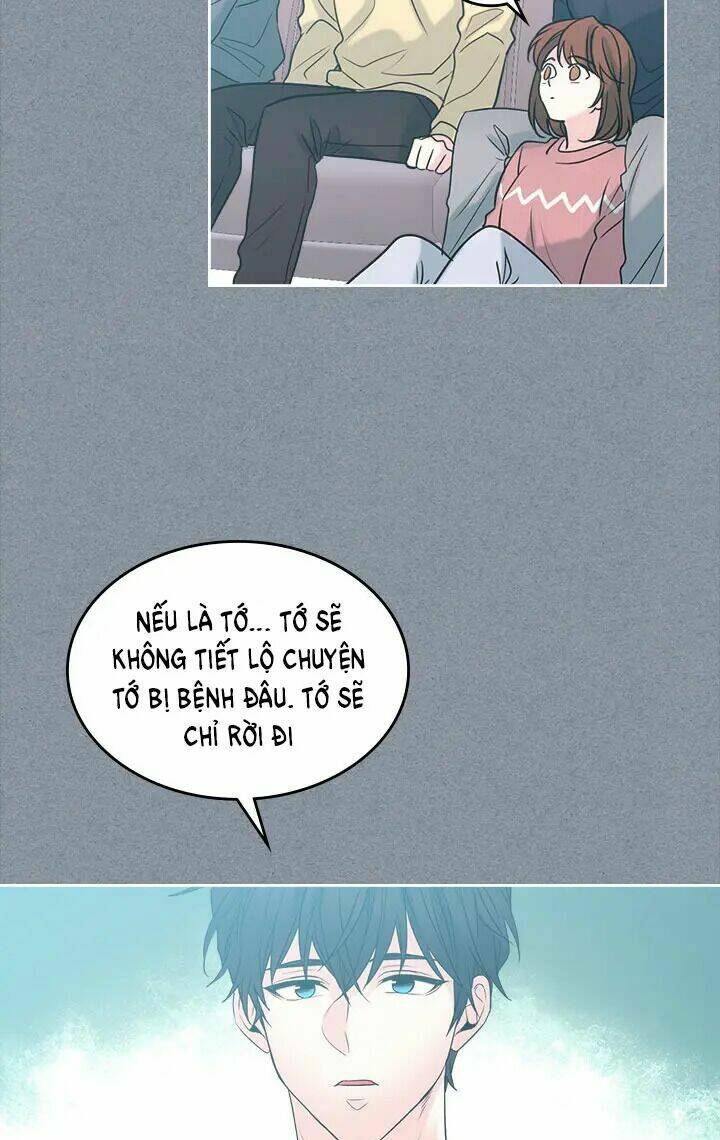 NẾU LÀ TỚ... TỚ SẼ
KHÔNG TIẾT LỘ CHUYỆN
TỚ BỊ BỆNH ĐÂU. TỚ SẼ
CHỈ RỜI ĐI